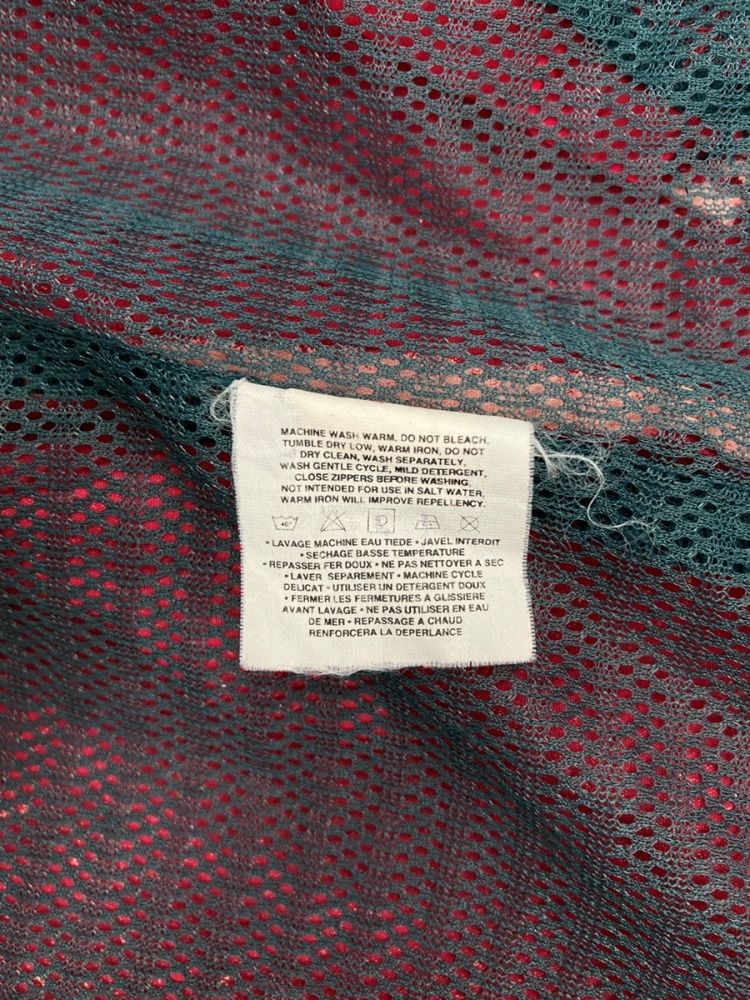 MACHINE WASH WARM, DO NOT BLEACH,
TUMBLE DRY LOW, WARM IRON, DO NOT
DRY CLEAN, WASH SEPARATELY,
WASH GENTLE CYCLE, MILD DETERGENT,
CLOSE ZIPPERS BEFORE WASHING,
NOT INTENDED FOR USE IN SALT WATER,
WARM IRON WILL IMPROVE REPELLENCY.
40°
• LAVAGE MACHINE EAU TIEDE • JAVEL INTERDIT
• SECHAGE BASSE TEMPERATURE
• REPASSER FER DOUX • NE PAS NETTOYER A SEC
• LAVER SEPAREMENT • MACHINE CYCLE
DELICAT • UTILISER UN DETERGENT DOUX
• FERMER LES FERMETURES A GLISSIERE
AVANT LAVAGE • NE PAS UTILISER EN EAU
DE MER • REPASSAGE A CHAUD
RENFORCERA LA DEPERLANCE